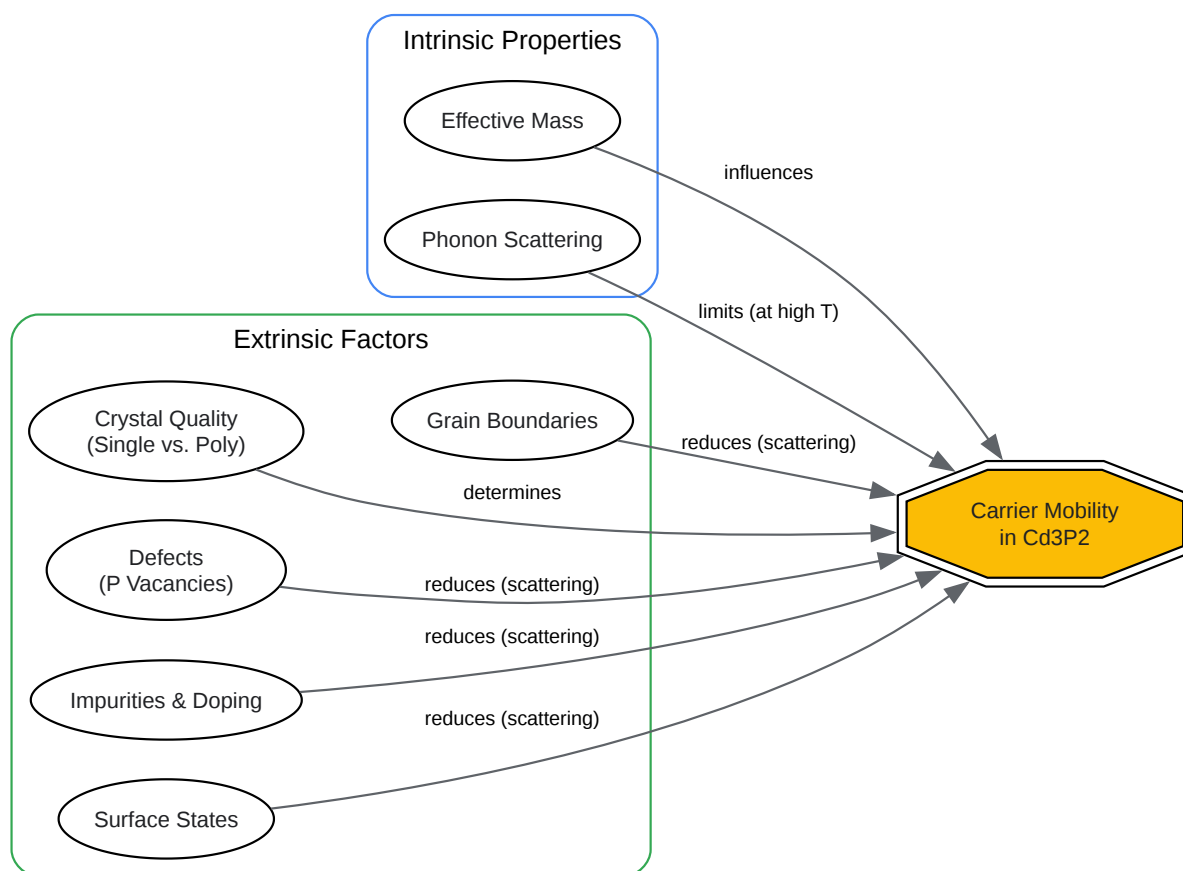 Intrinsic Properties
Effective Mass
influences
Phonon Scattering
limits (at high T)
Extrinsic Factors
Crystal Quality
(Single vs. Poly)
Grain Boundaries
reduces (scattering)
determines
Carrier Mobility
in Cd3P2
Defects
(P Vacancies)
reduces (scattering)
reduces (scattering)
Impurities & Doping
reduces (scattering)
Surface States